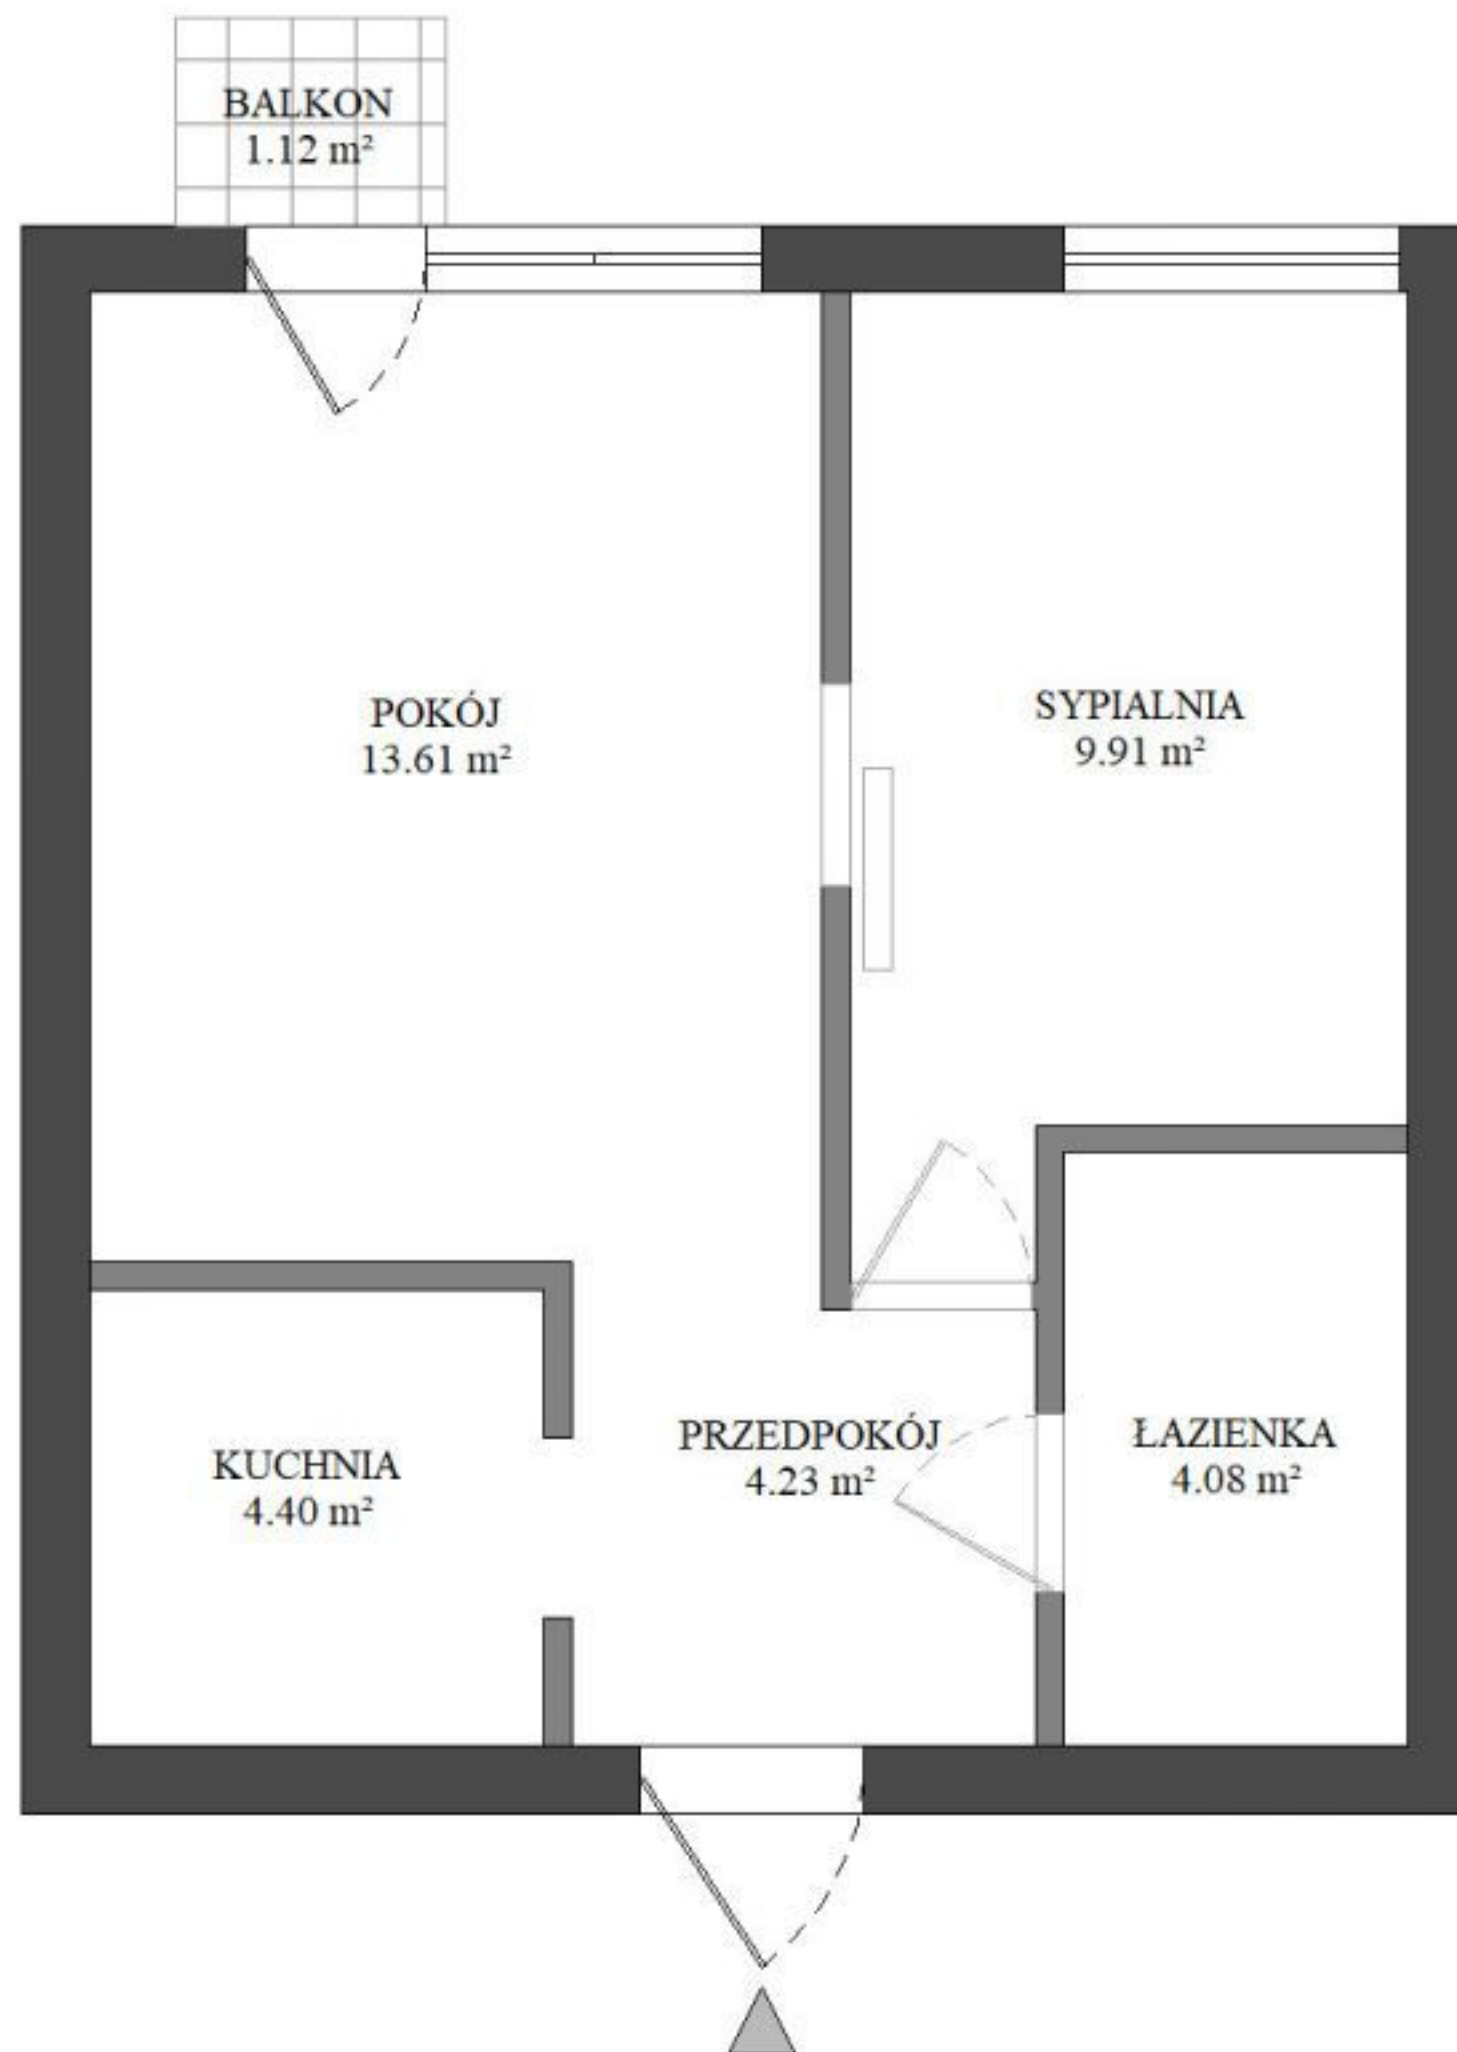 BALKON
1.12 m²
POKÓJ
13.61 m²
SYPIALNIA
9.91 m²
KUCHNIA
4.40 m²
PRZEDPOKÓJ
4.23 m²
ŁAZIENKA
4.08 m²